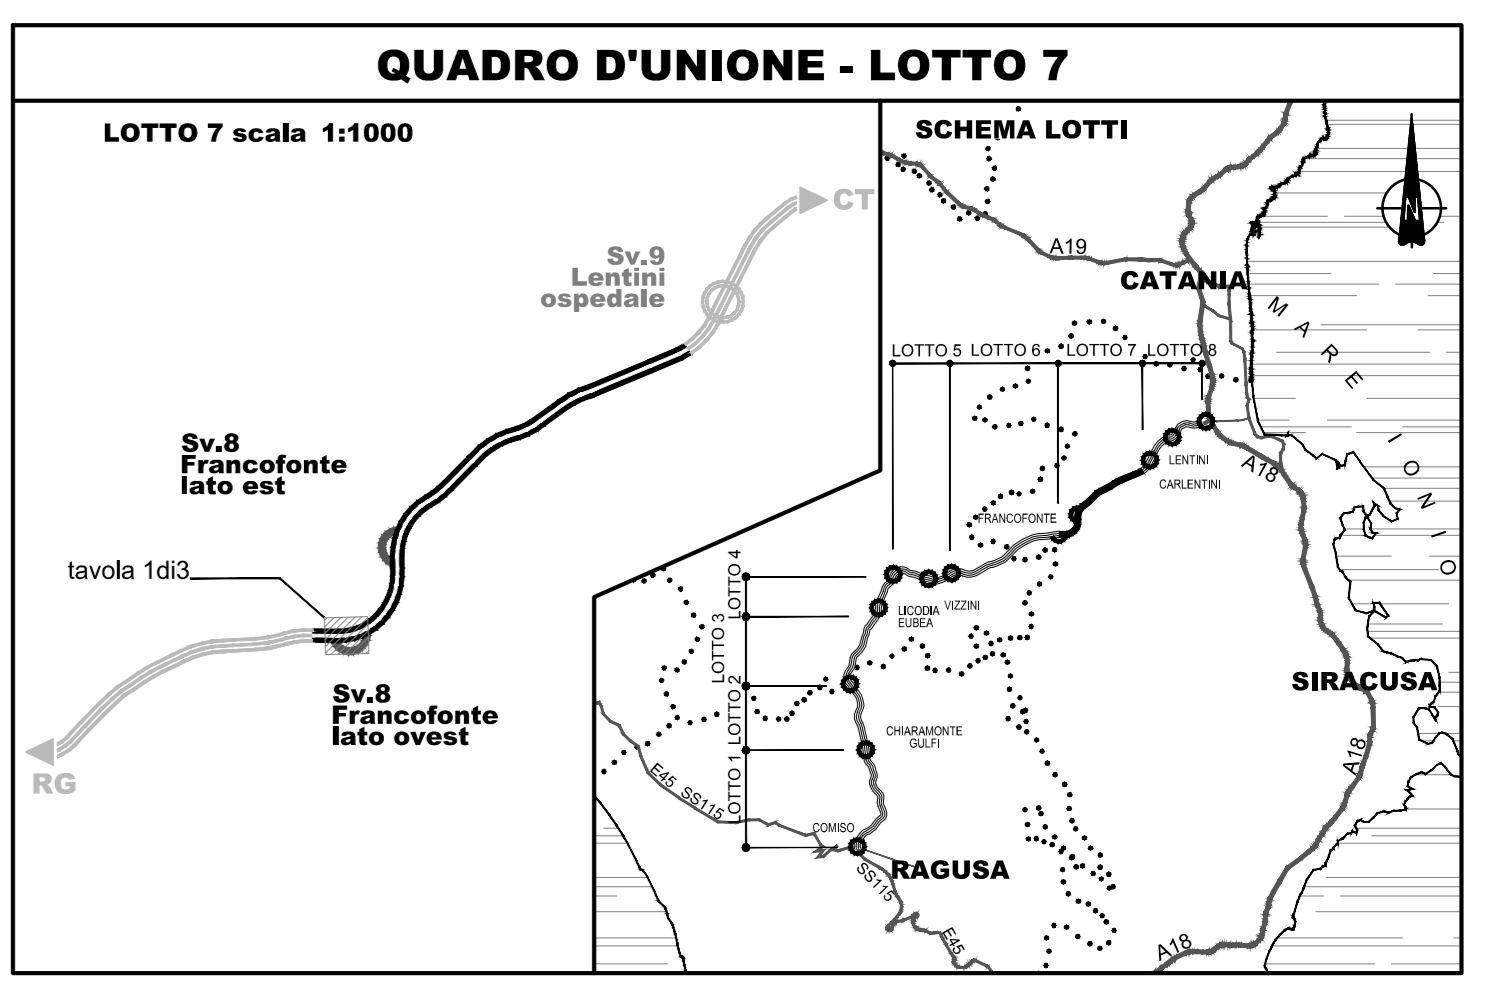 QUADRO D'UNIONE - LOTTO 7
LOTTO 7 scala 1:1000
CT
Sv.9
Lentini
ospedale
Sv.8
Francofonte
lato est
tavola 1di3
Sv.8
Francofonte
lato ovest
RG
SCHEMA LOTTI
N
A19
CATANIA
MARE IONIO
LOTTO 5
LOTTO 6
LOTTO 7
LOTTO 8
LENTINI
CARLENTINI
A18
FRANCOFONTE
LOTTO 4
LOTTO 3
LOTTO 2
LOTTO 1
LICODIA
EUBEA
VIZZINI
SIRACUSA
CHIARAMONTE
GULFI
A18
E45 SS115
COMISO
RAGUSA
SS115
E45
A18